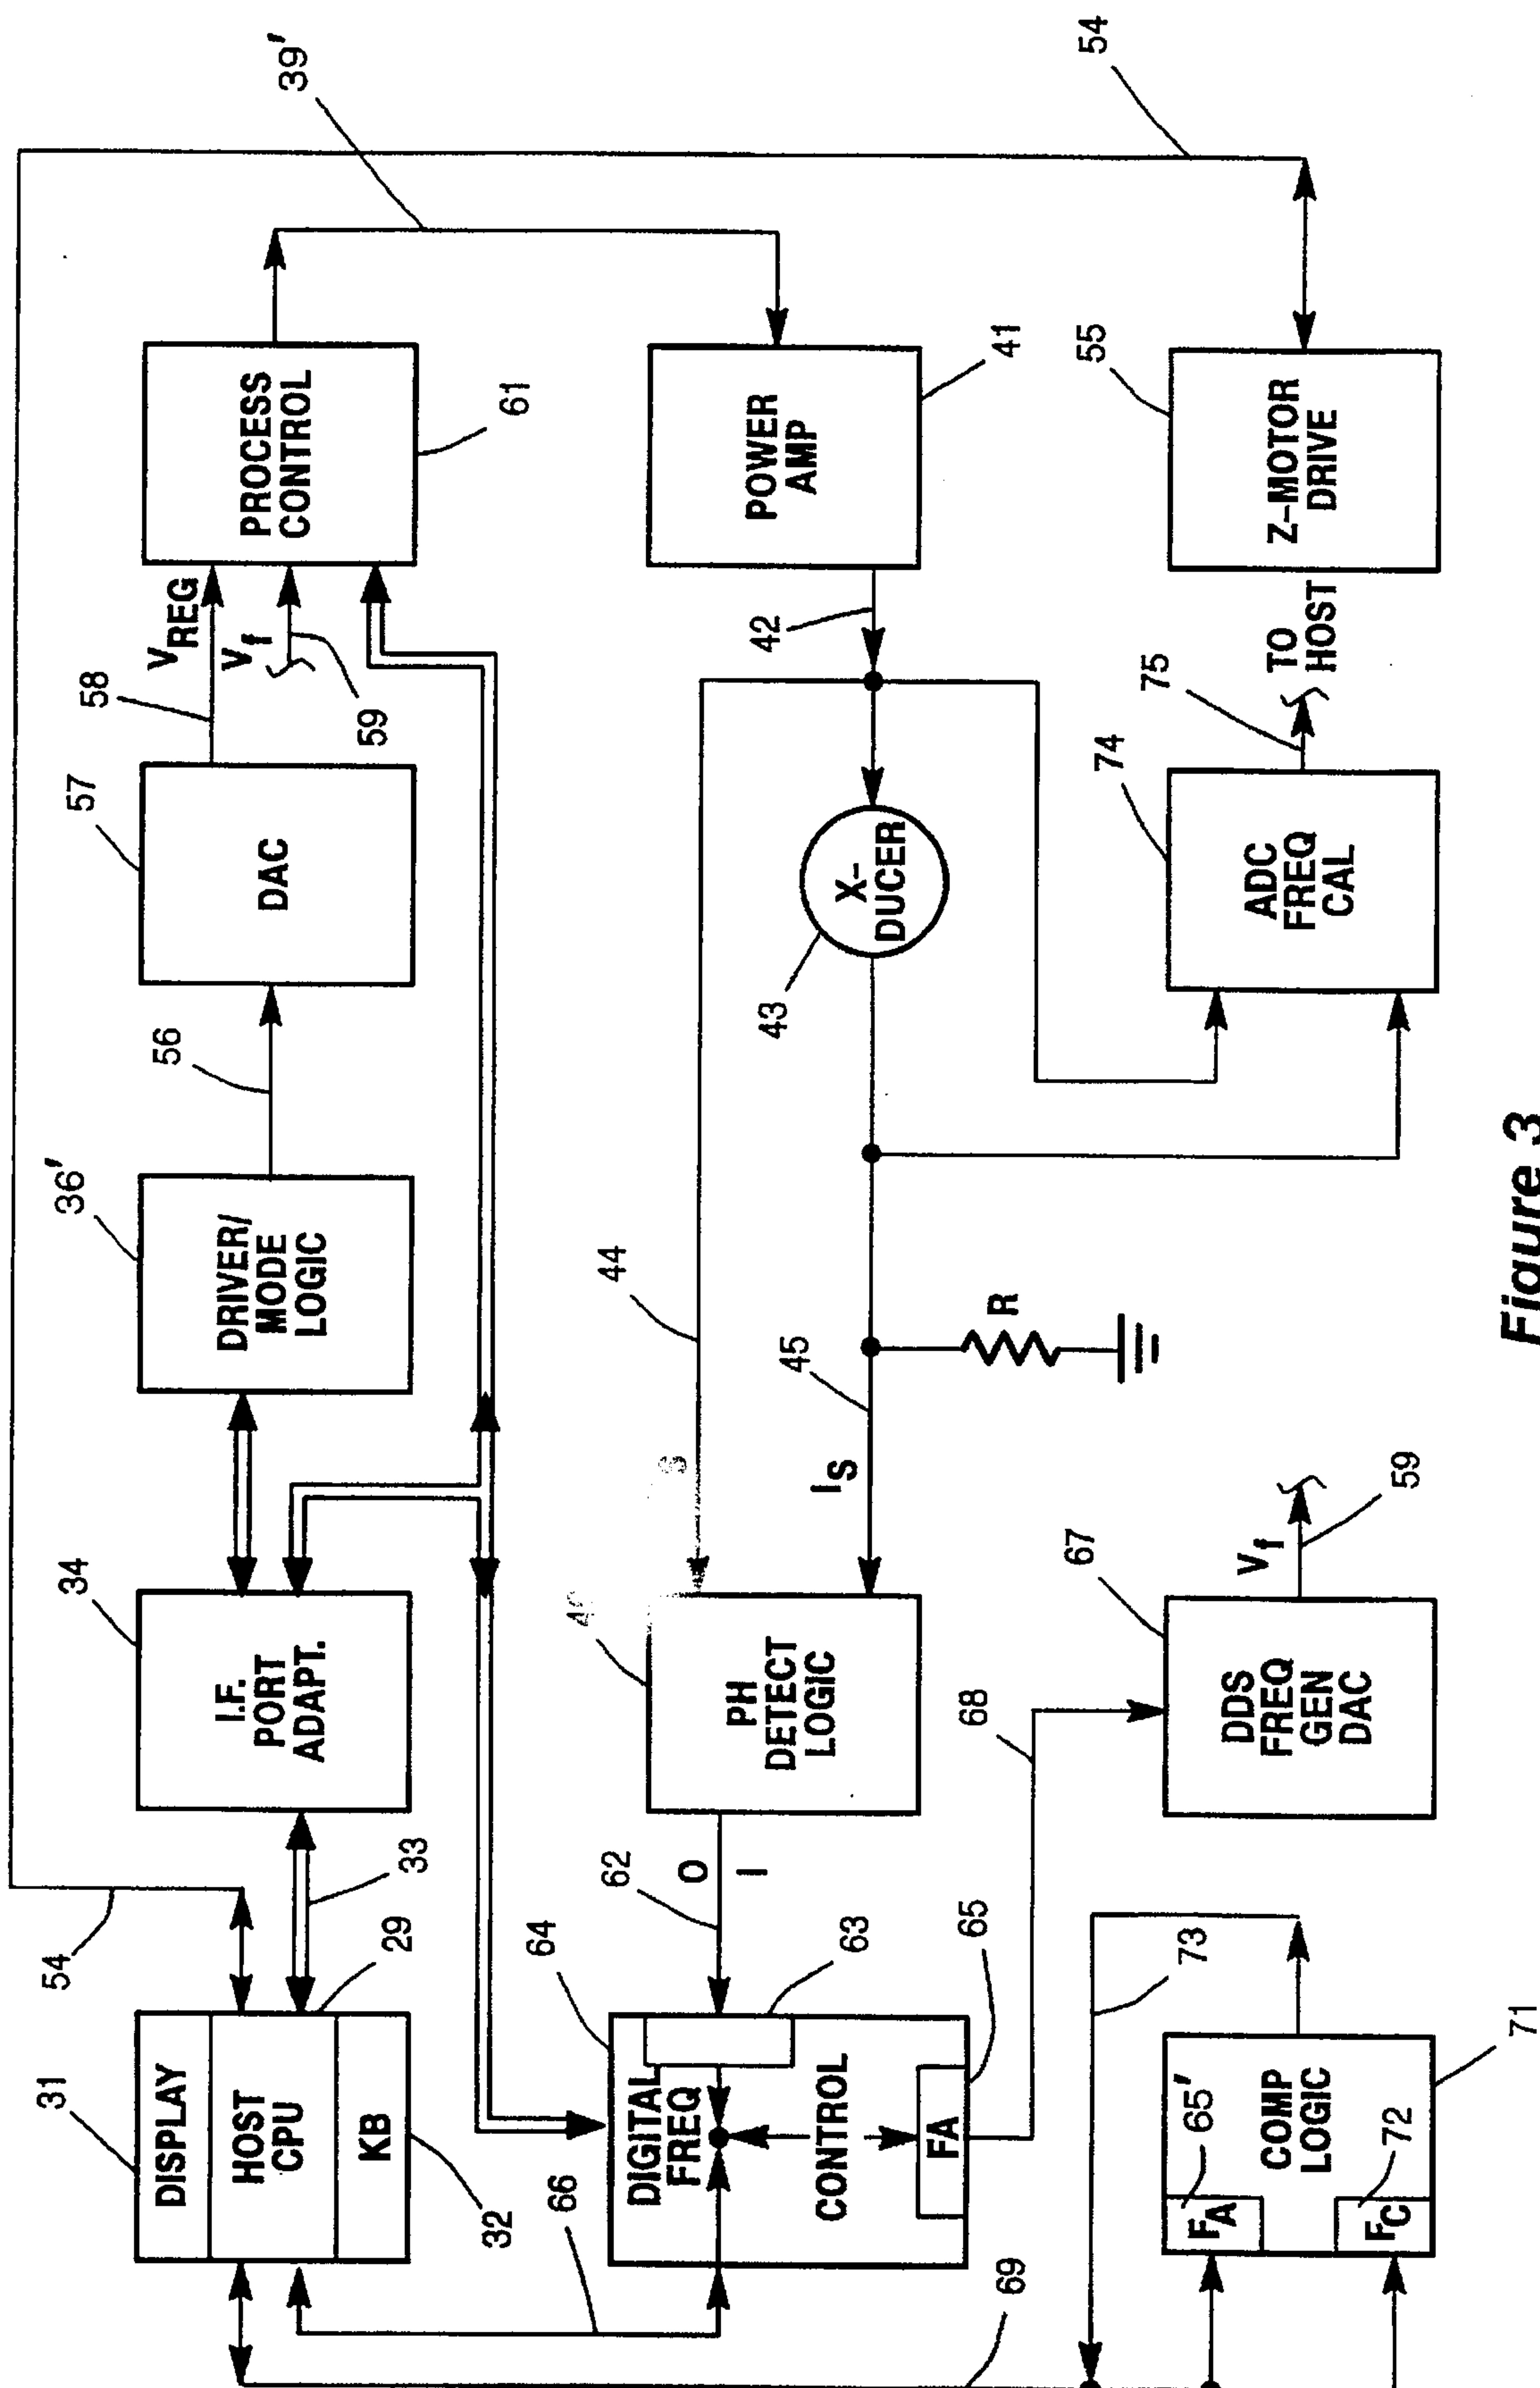 54
39'
31
DISPLAY
HOST
CPU
KB
29
32
33
34
I.F.
PORT
ADAPT.
36'
DRIVER/
MODE
LOGIC
56
57
DAC
58
VREG
Vf
59
PROCESS
CONTROL
61
66
64
DIGITAL
FREQ
CONTROL
FA
63
65
62
0
1
PH
DETECT
LOGIC
44
IS
45
R
43
X-
DUCER
42
POWER
AMP
41
54
69
73
FA
65'
FC
72
COMP
LOGIC
71
68
67
DDS
FREQ
GEN
DAC
Vf
59
74
ADC
FREQ
CAL
75
TO
HOST
55
Z-MOTOR
DRIVE
Figure 3